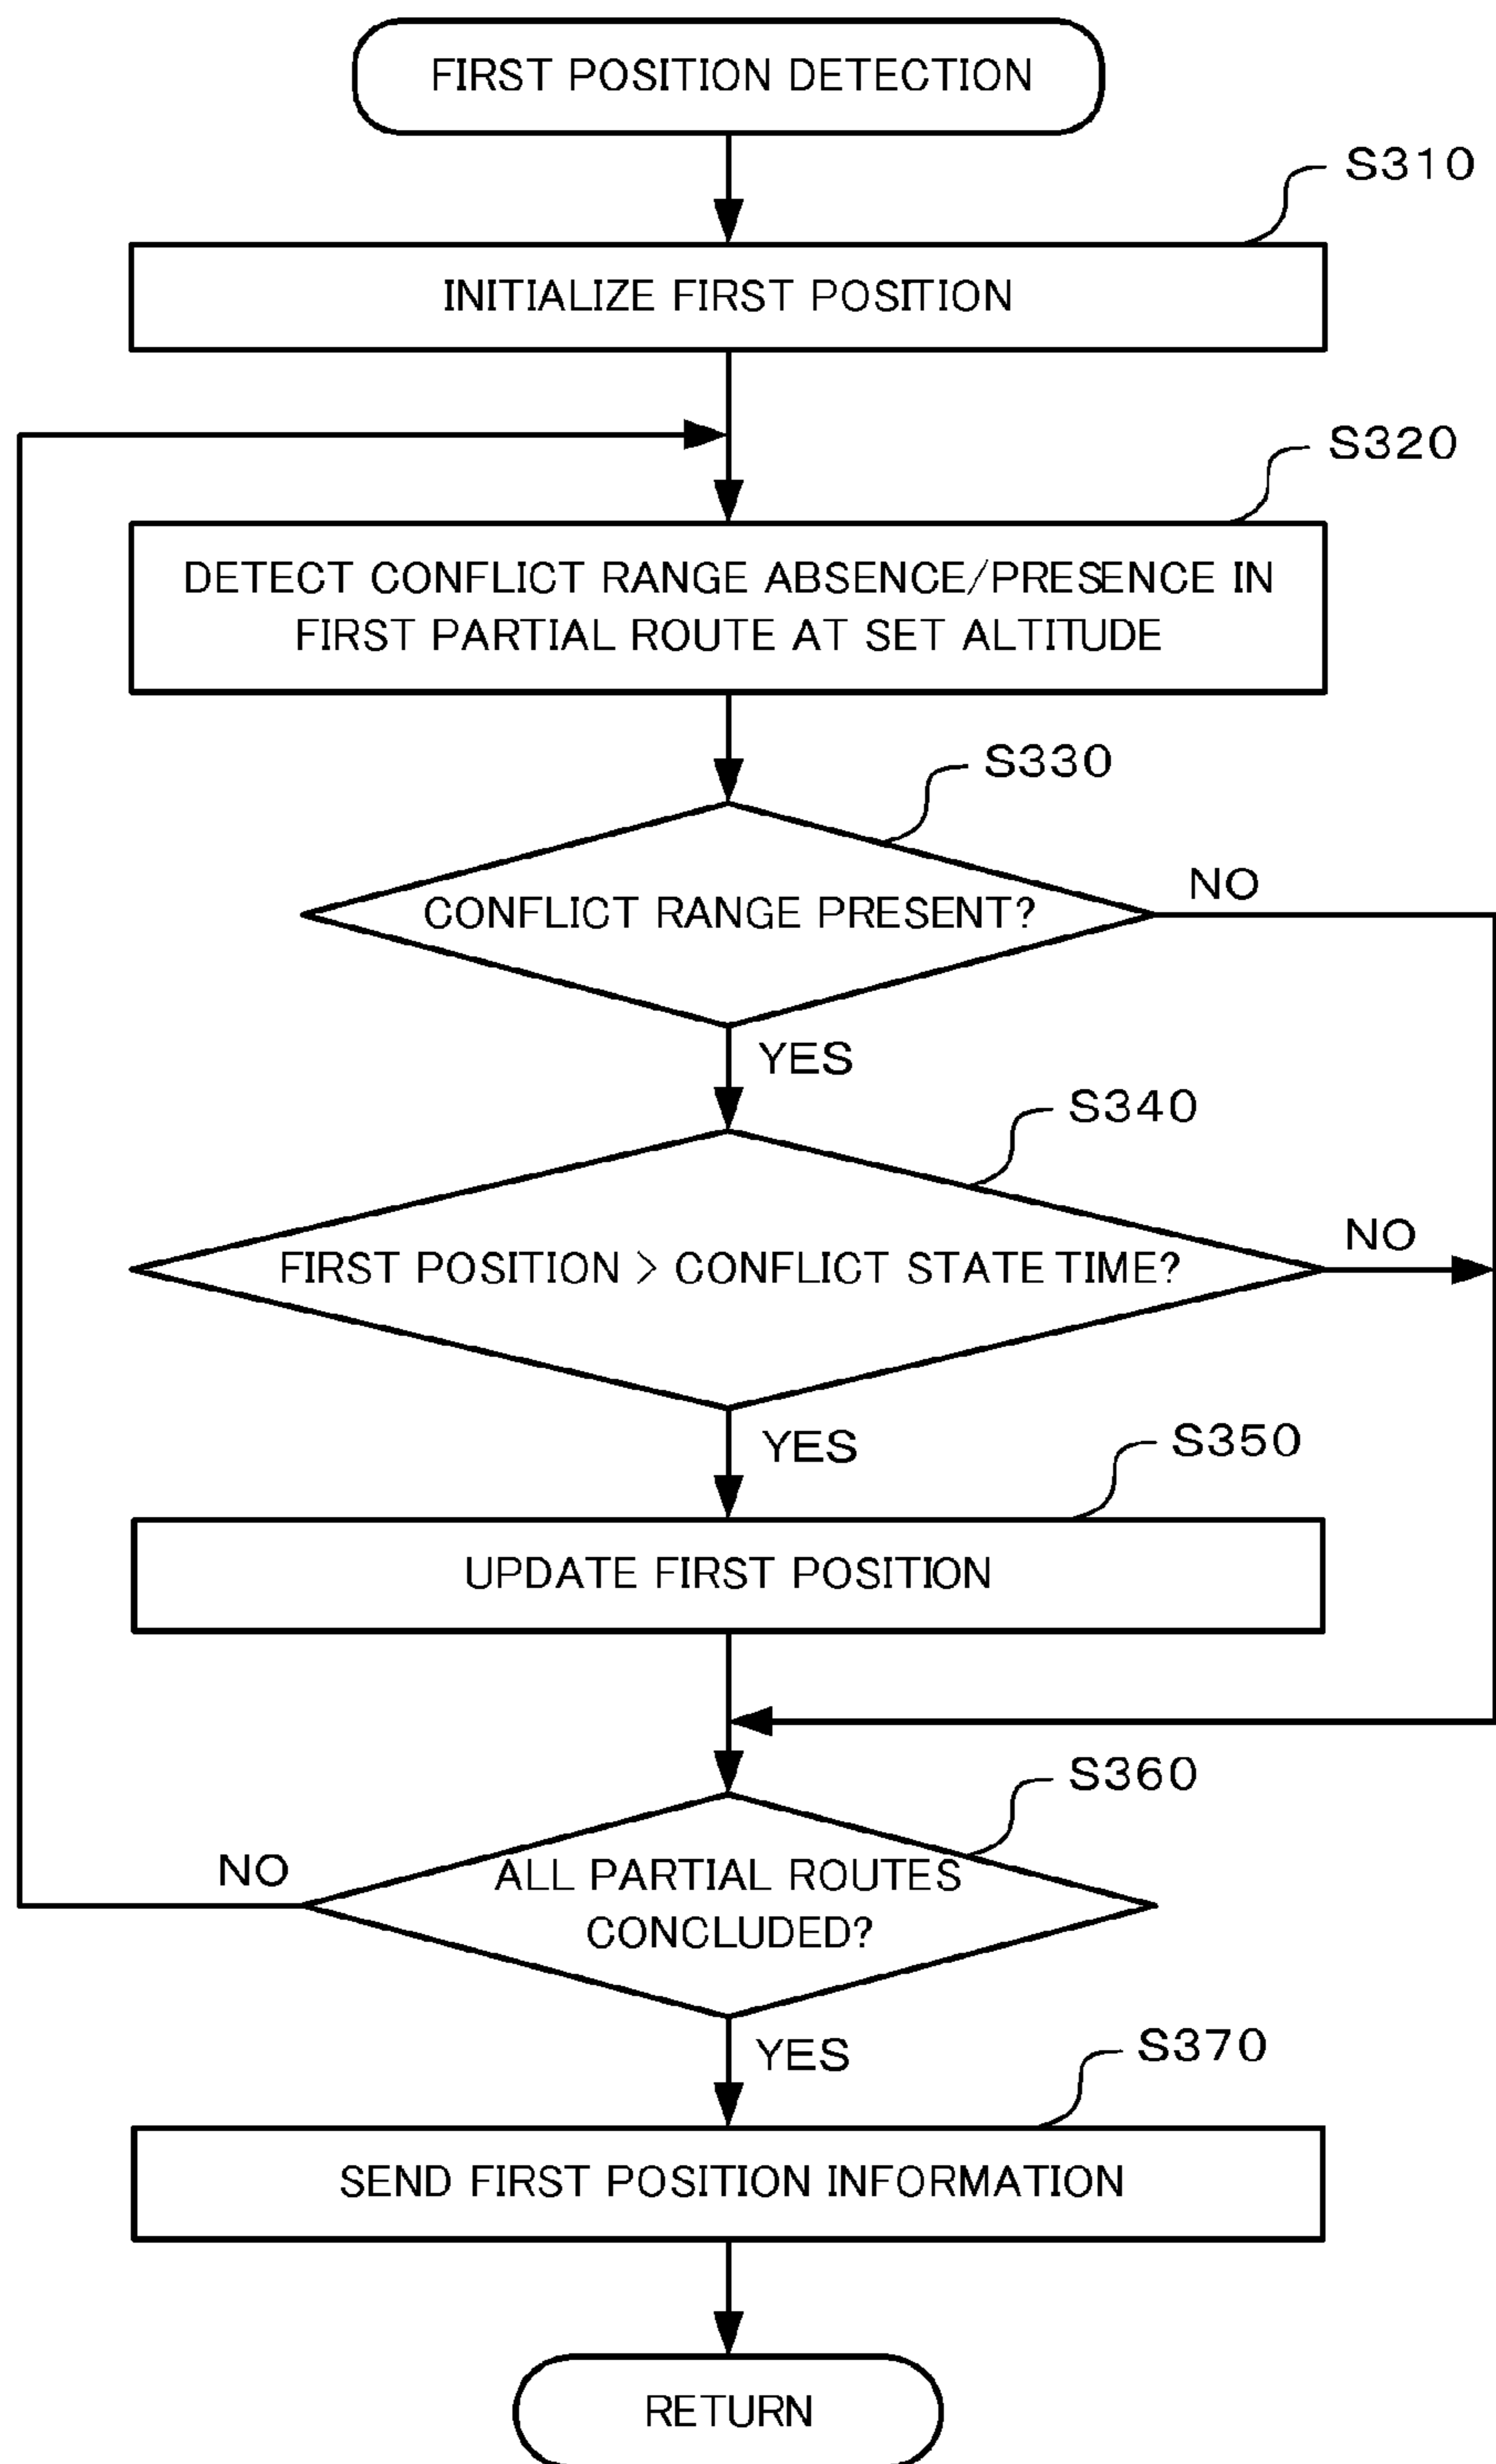 FIRST POSITION DETECTION
S310
INITIALIZE FIRST POSITION
S320
DETECT CONFLICT RANGE ABSENCE/PRESENCE IN
FIRST PARTIAL ROUTE AT SET ALTITUDE
S330
CONFLICT RANGE PRESENT?
NO
YES
S340
FIRST POSITION > CONFLICT STATE TIME?
NO
YES
S350
UPDATE FIRST POSITION
S360
ALL PARTIAL ROUTES
CONCLUDED?
NO
YES
S370
SEND FIRST POSITION INFORMATION
RETURN